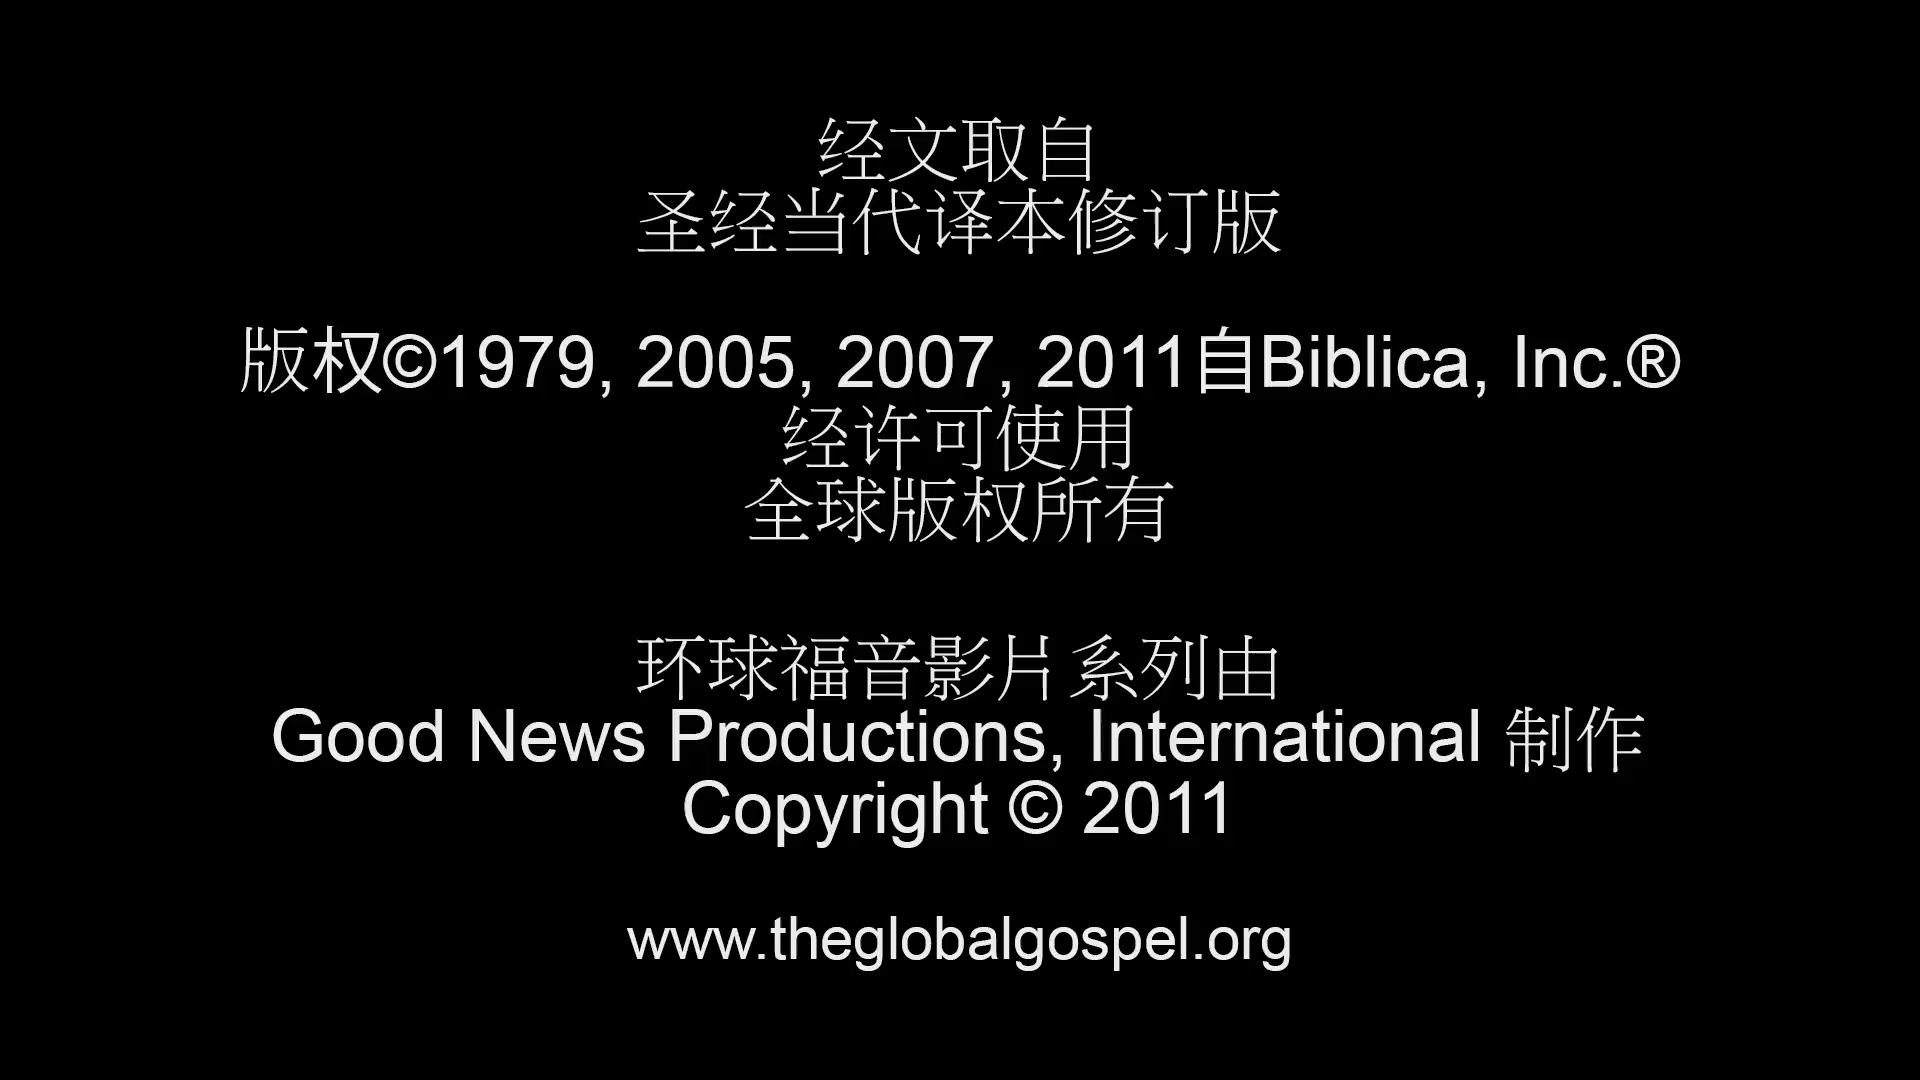 经文取自
圣经当代译本修订版
版权©1979, 2005, 2007, 2011自Biblica, Inc.®
经许可使用
全球版权所有
环球福音影片系列由
Good News Productions, International 制作
Copyright © 2011
www.theglobalgospel.org